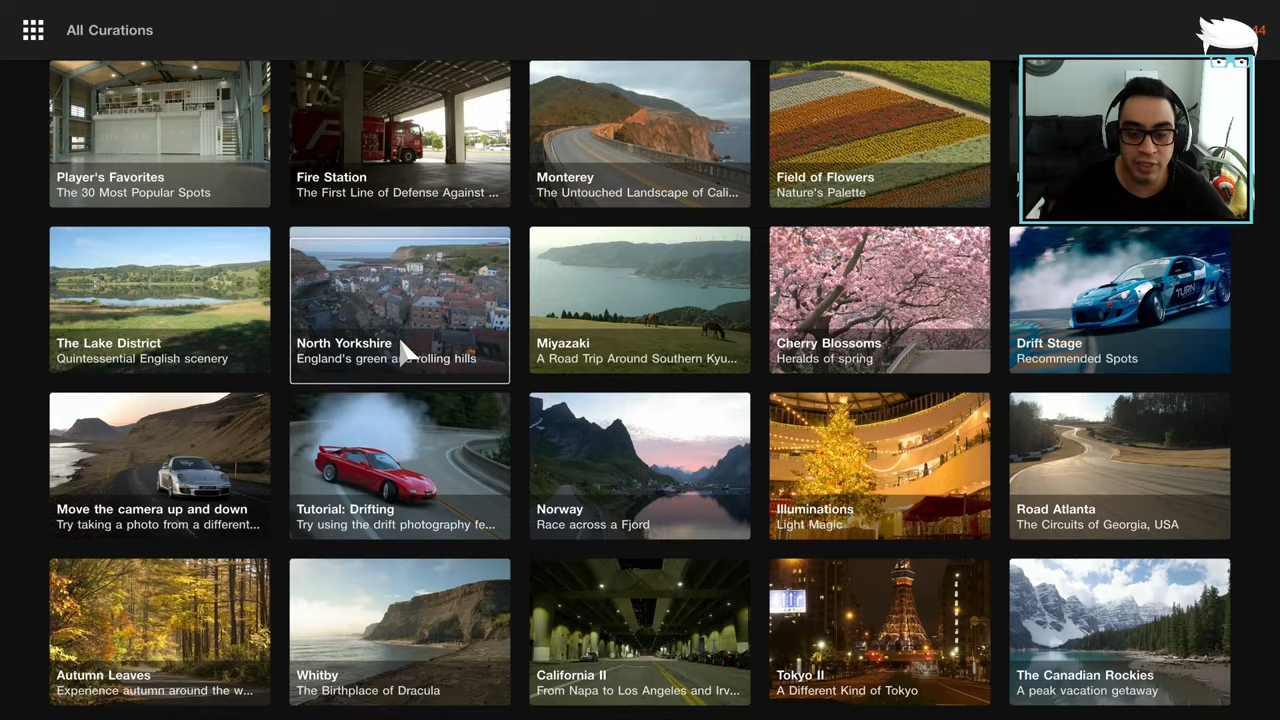 All Curations
44
Player's Favorites
The 30 Most Popular Spots
Fire Station
The First Line of Defense Against ...
Monterey
The Untouched Landscape of Cali...
Field of Flowers
Nature's Palette
The Lake District
Quintessential English scenery
North Yorkshire
England's green a rolling hills
Miyazaki
A Road Trip Around Southern Kyu...
Cherry Blossoms
Heralds of spring
Drift Stage
Recommended Spots
TURN
Move the camera up and down
Try taking a photo from a different...
Tutorial: Drifting
Try using the drift photography fe...
Norway
Race across a Fjord
Illuminations
Light Magic
Road Atlanta
The Circuits of Georgia, USA
Autumn Leaves
Experience autumn around the w...
Whitby
The Birthplace of Dracula
California II
From Napa to Los Angeles and Irv...
Tokyo II
A Different Kind of Tokyo
The Canadian Rockies
A peak vacation getaway